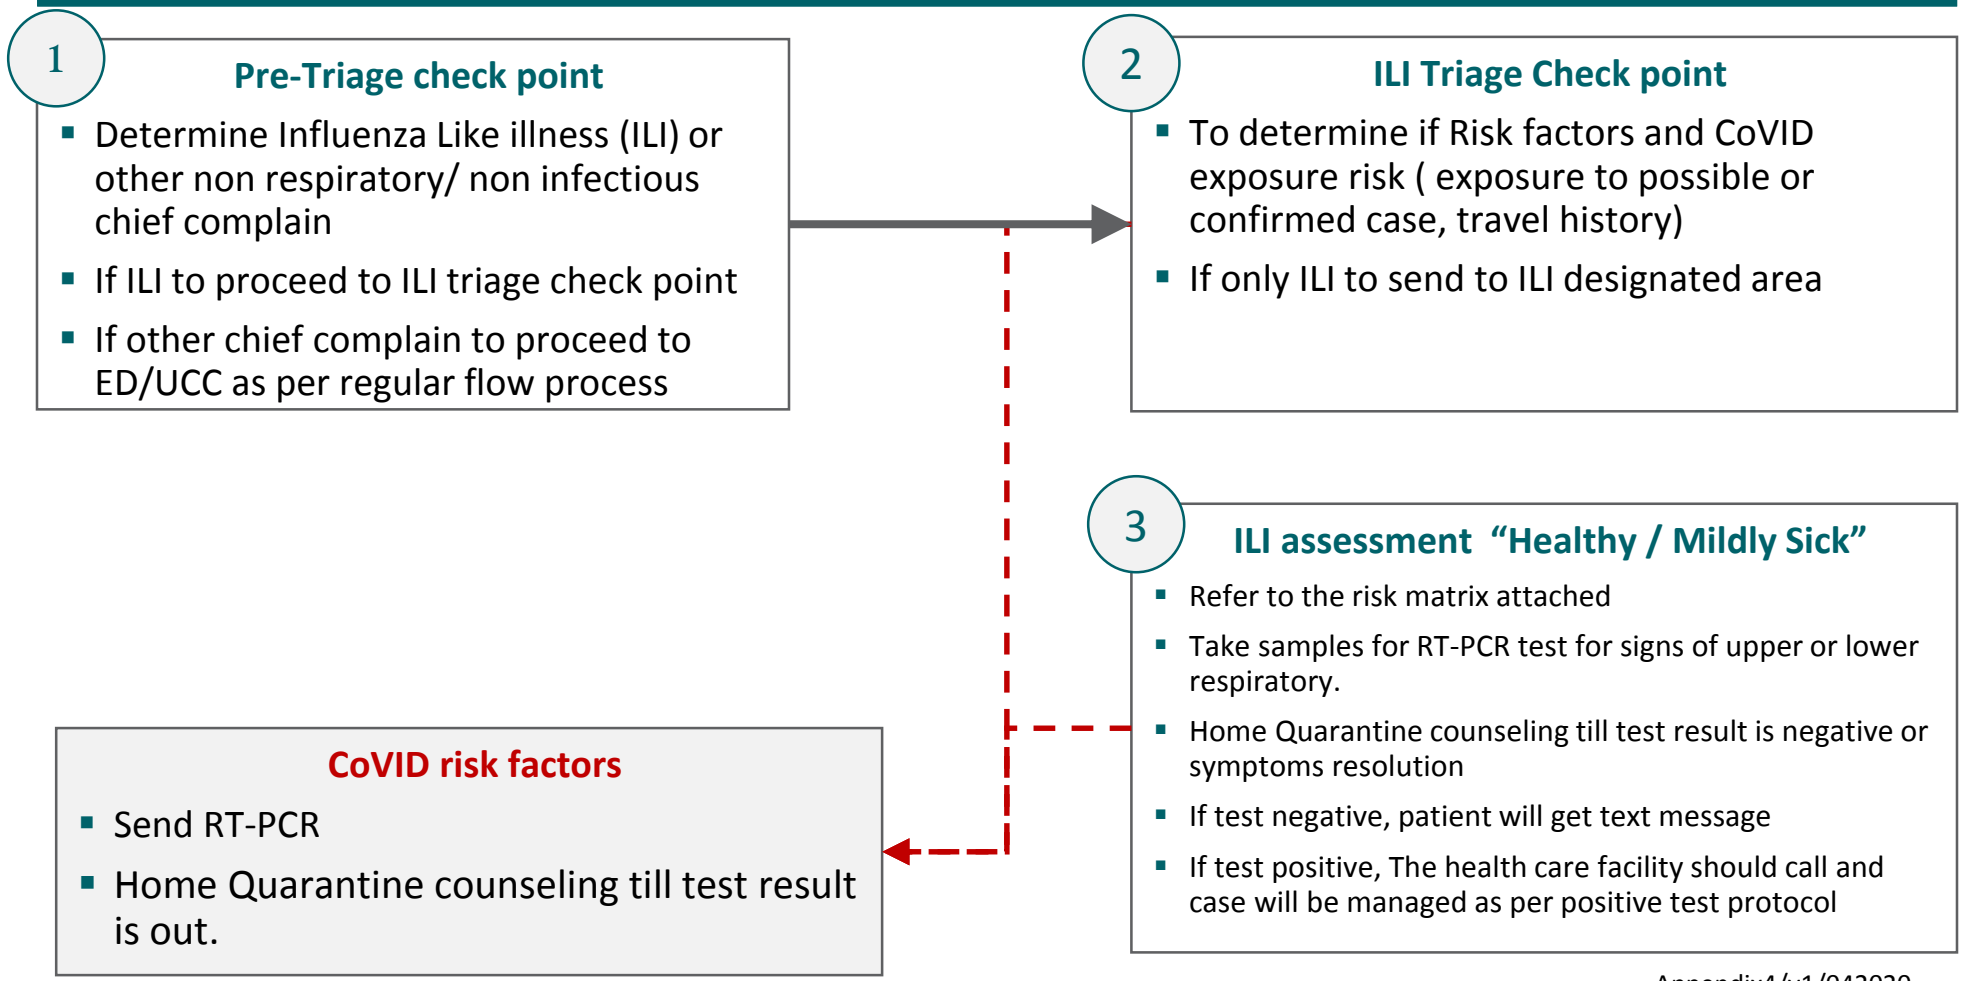 1
Pre-Triage check point
▪ Determine Influenza Like illness (ILI) or
other non respiratory/ non infectious
chief complain
▪ If ILI to proceed to ILI triage check point
▪ If other chief complain to proceed to
ED/UCC as per regular flow process
2
ILI Triage Check point
▪ To determine if Risk factors and CoVID
exposure risk ( exposure to possible or
confirmed case, travel history)
▪ If only ILI to send to ILI designated area
3
ILI assessment “Healthy / Mildly Sick”
▪ Refer to the risk matrix attached
▪ Take samples for RT-PCR test for signs of upper or lower
respiratory.
▪ Home Quarantine counseling till test result is negative or
symptoms resolution
▪ If test negative, patient will get text message
▪ If test positive, The health care facility should call and
case will be managed as per positive test protocol
CoVID risk factors
▪ Send RT-PCR
▪ Home Quarantine counseling till test result
is out.
Appendix4/v1/042020